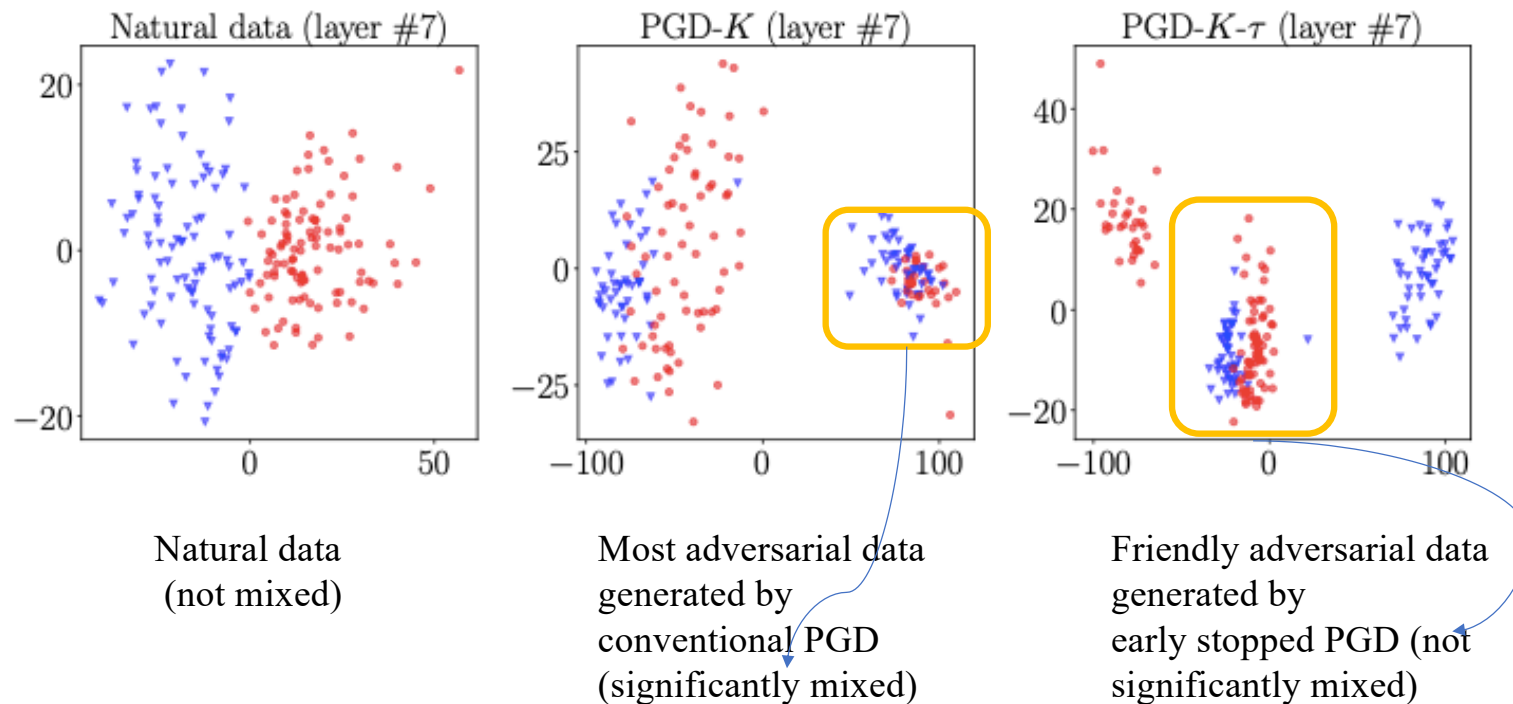 Natural data (layer #7)
PGD-K (layer #7)
PGD-K-τ (layer #7)
20
0
−20
0
50
25
0
−25
−100
0
100
40
20
0
−20
−100
0
100
Natural data
(not mixed)
Most adversarial data
generated by
conventional PGD
(significantly mixed)
Friendly adversarial data
generated by
early stopped PGD (not
significantly mixed)